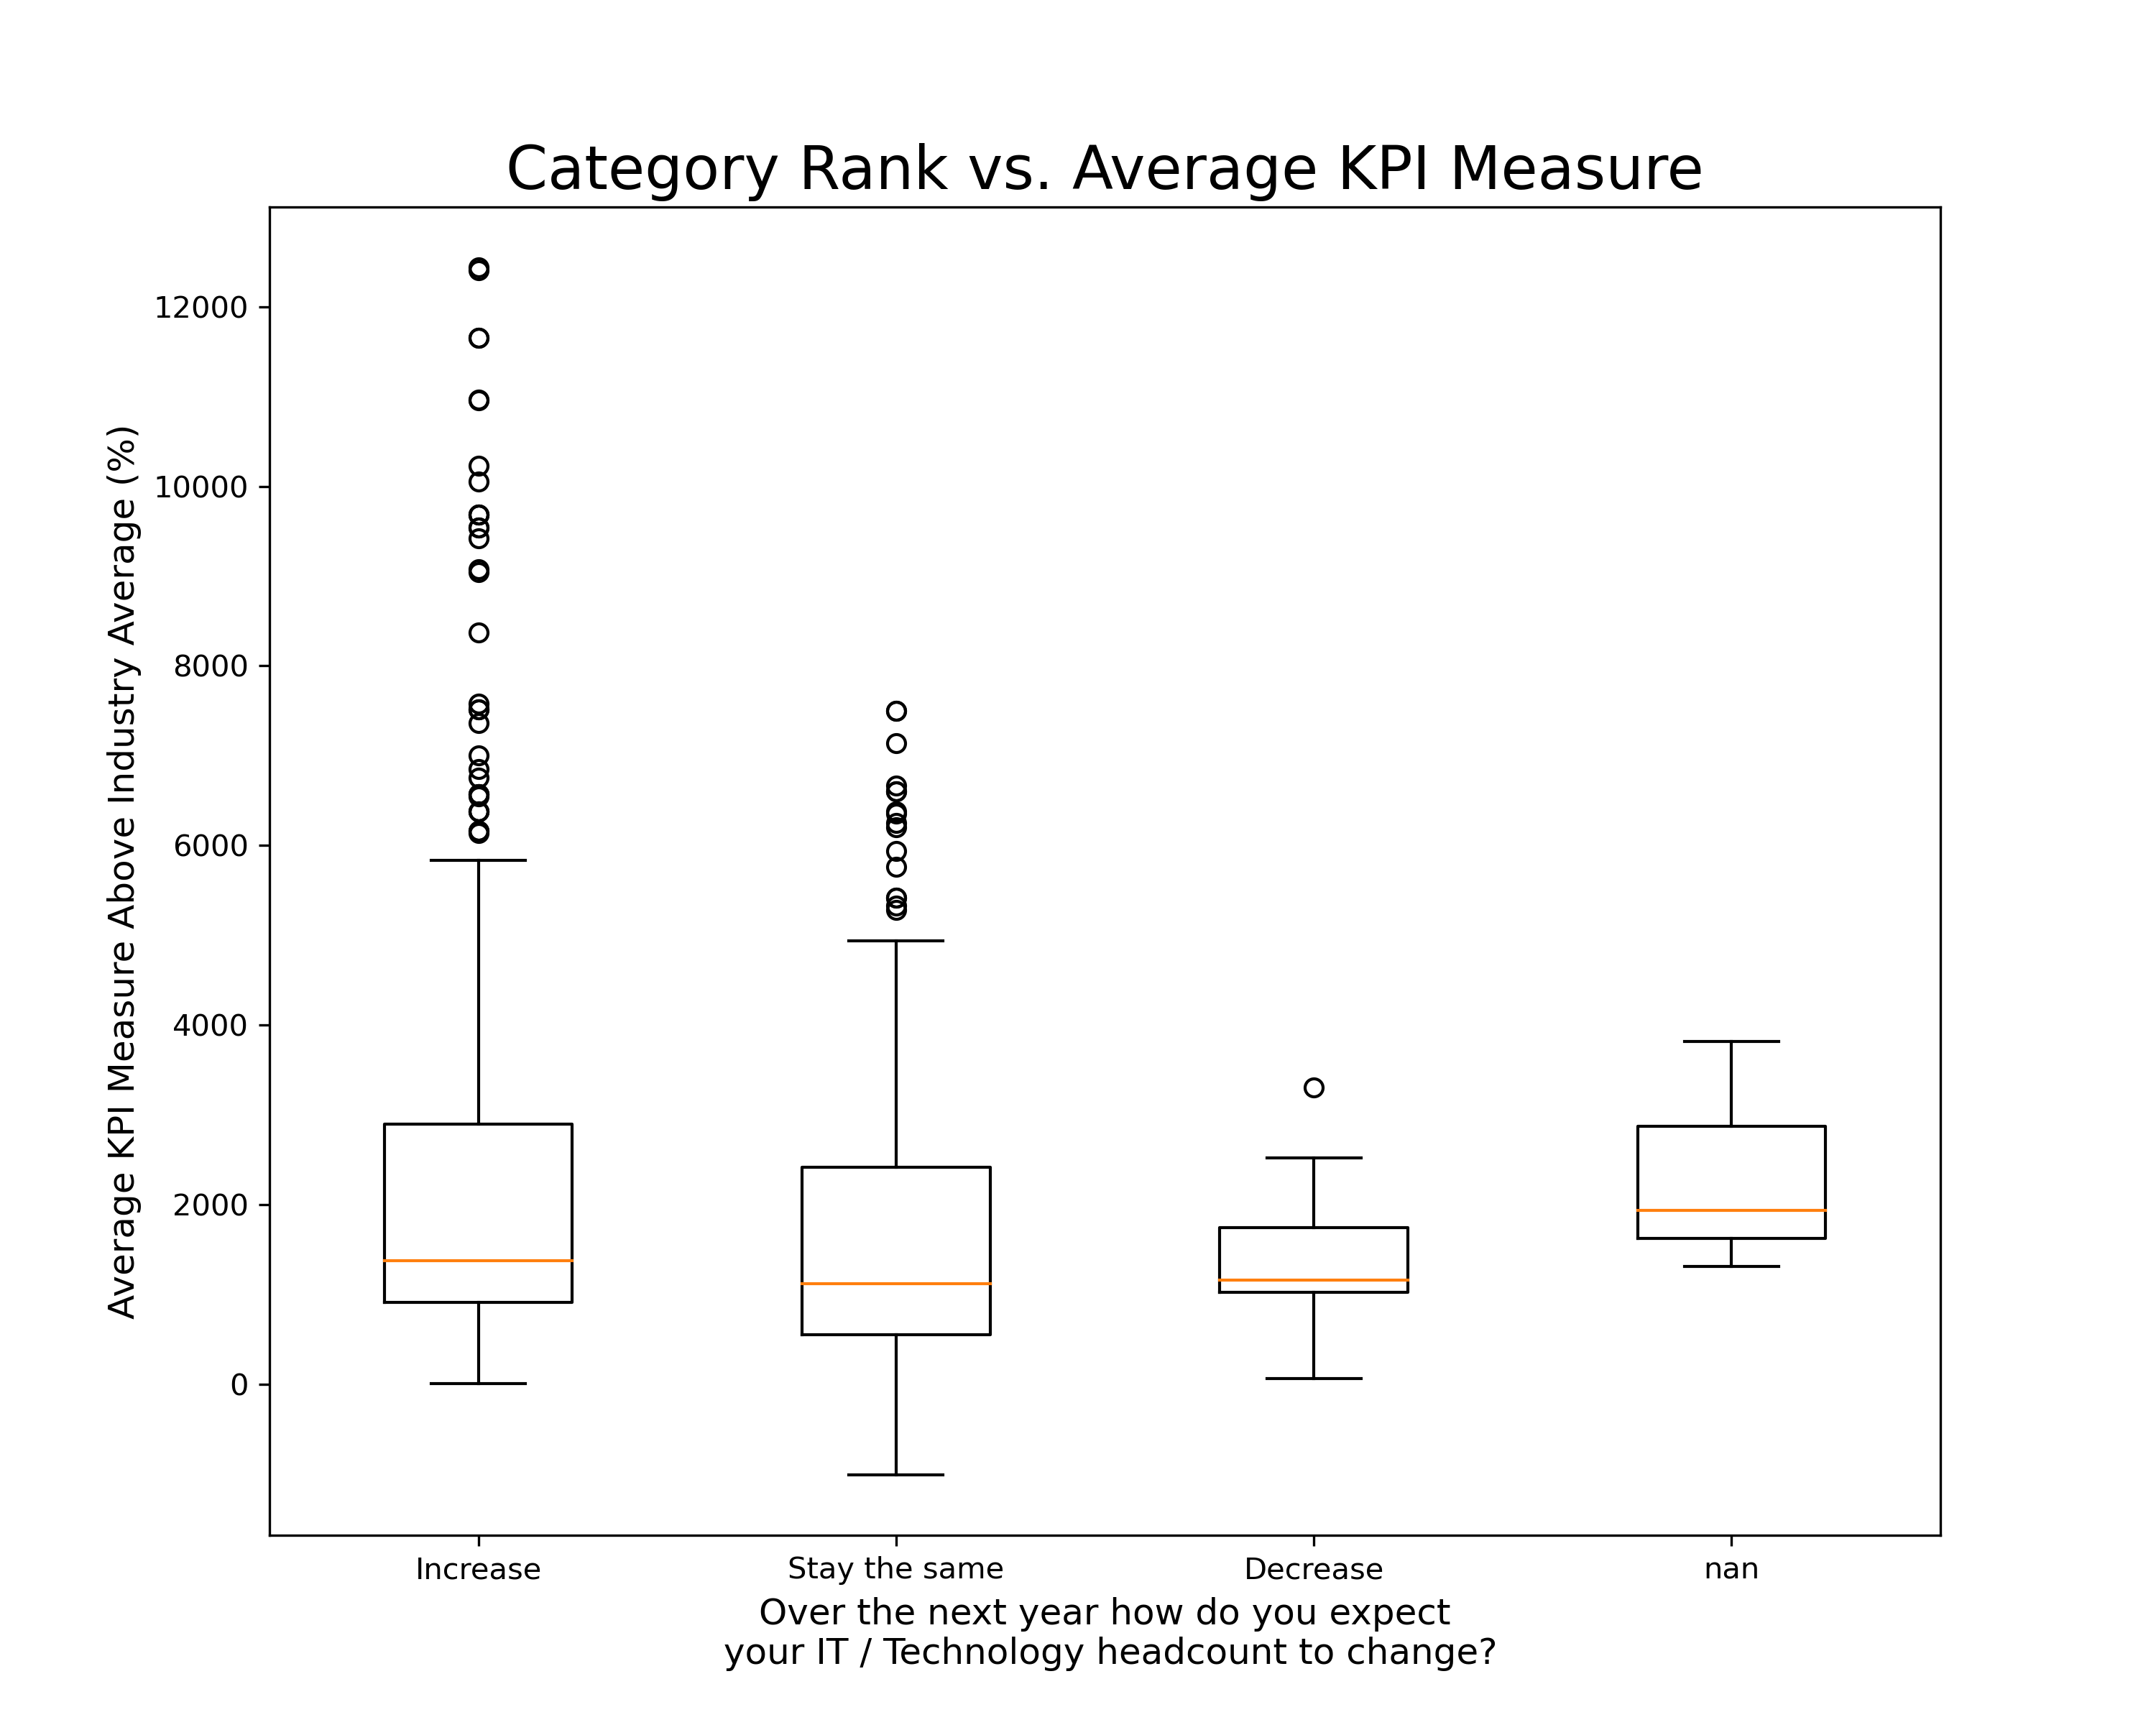 Category Rank vs. Average KPI Measure
Average KPI Measure Above Industry Average (%)
12000
10000
8000
6000
4000
2000
0
Increase
Stay the same
Decrease
nan
Over the next year how do you expect
your IT / Technology headcount to change?